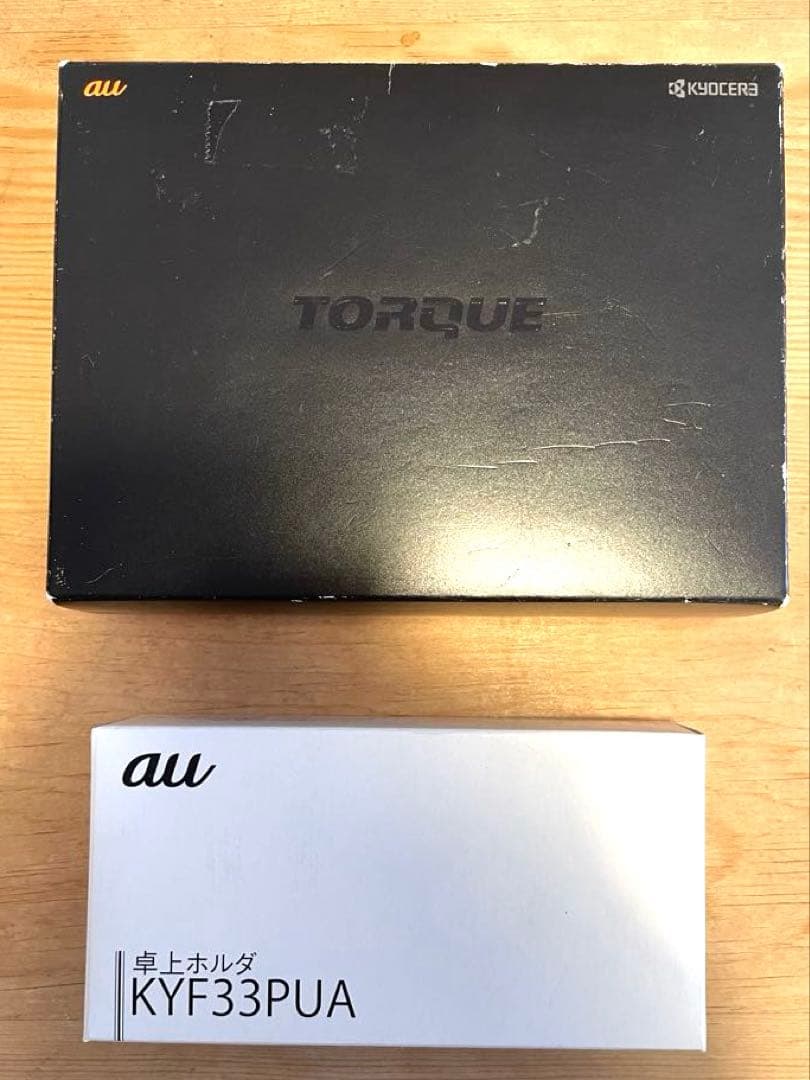 au
KYOCERA
TORQUE
au
卓上ホルダ
KYF33PUA